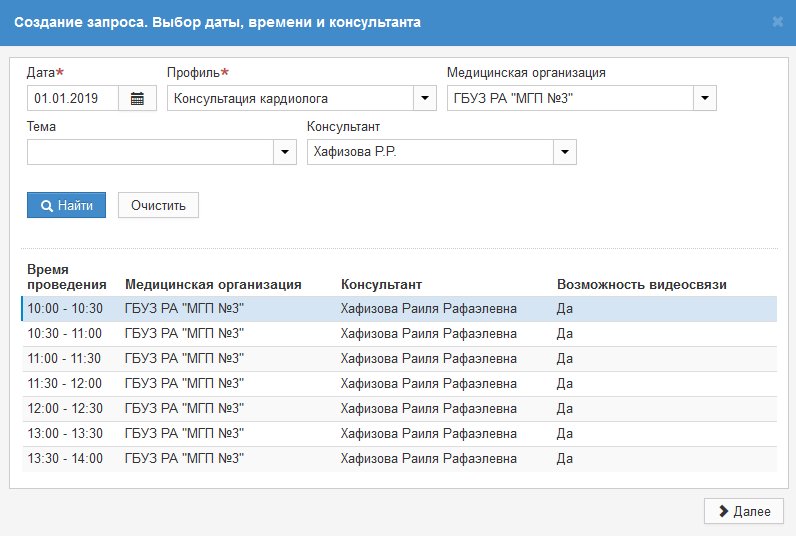 Создание запроса. Выбор даты, времени и консультанта
Дата* Профиль* Медицинская организация
01.01.2019 Консультация кардиолога ГБУЗ РА "МГП №3"
Тема Консультант
Хафизова Р.Р.
Найти Очистить
Время проведения Медицинская организация Консультант Возможность видеосвязи
10:00 - 10:30 ГБУЗ РА "МГП №3" Хафизова Раиля Рафаэлевна Да
10:30 - 11:00 ГБУЗ РА "МГП №3" Хафизова Раиля Рафаэлевна Да
11:00 - 11:30 ГБУЗ РА "МГП №3" Хафизова Раиля Рафаэлевна Да
11:30 - 12:00 ГБУЗ РА "МГП №3" Хафизова Раиля Рафаэлевна Да
12:00 - 12:30 ГБУЗ РА "МГП №3" Хафизова Раиля Рафаэлевна Да
13:00 - 13:30 ГБУЗ РА "МГП №3" Хафизова Раиля Рафаэлевна Да
13:30 - 14:00 ГБУЗ РА "МГП №3" Хафизова Раиля Рафаэлевна Да
Далее